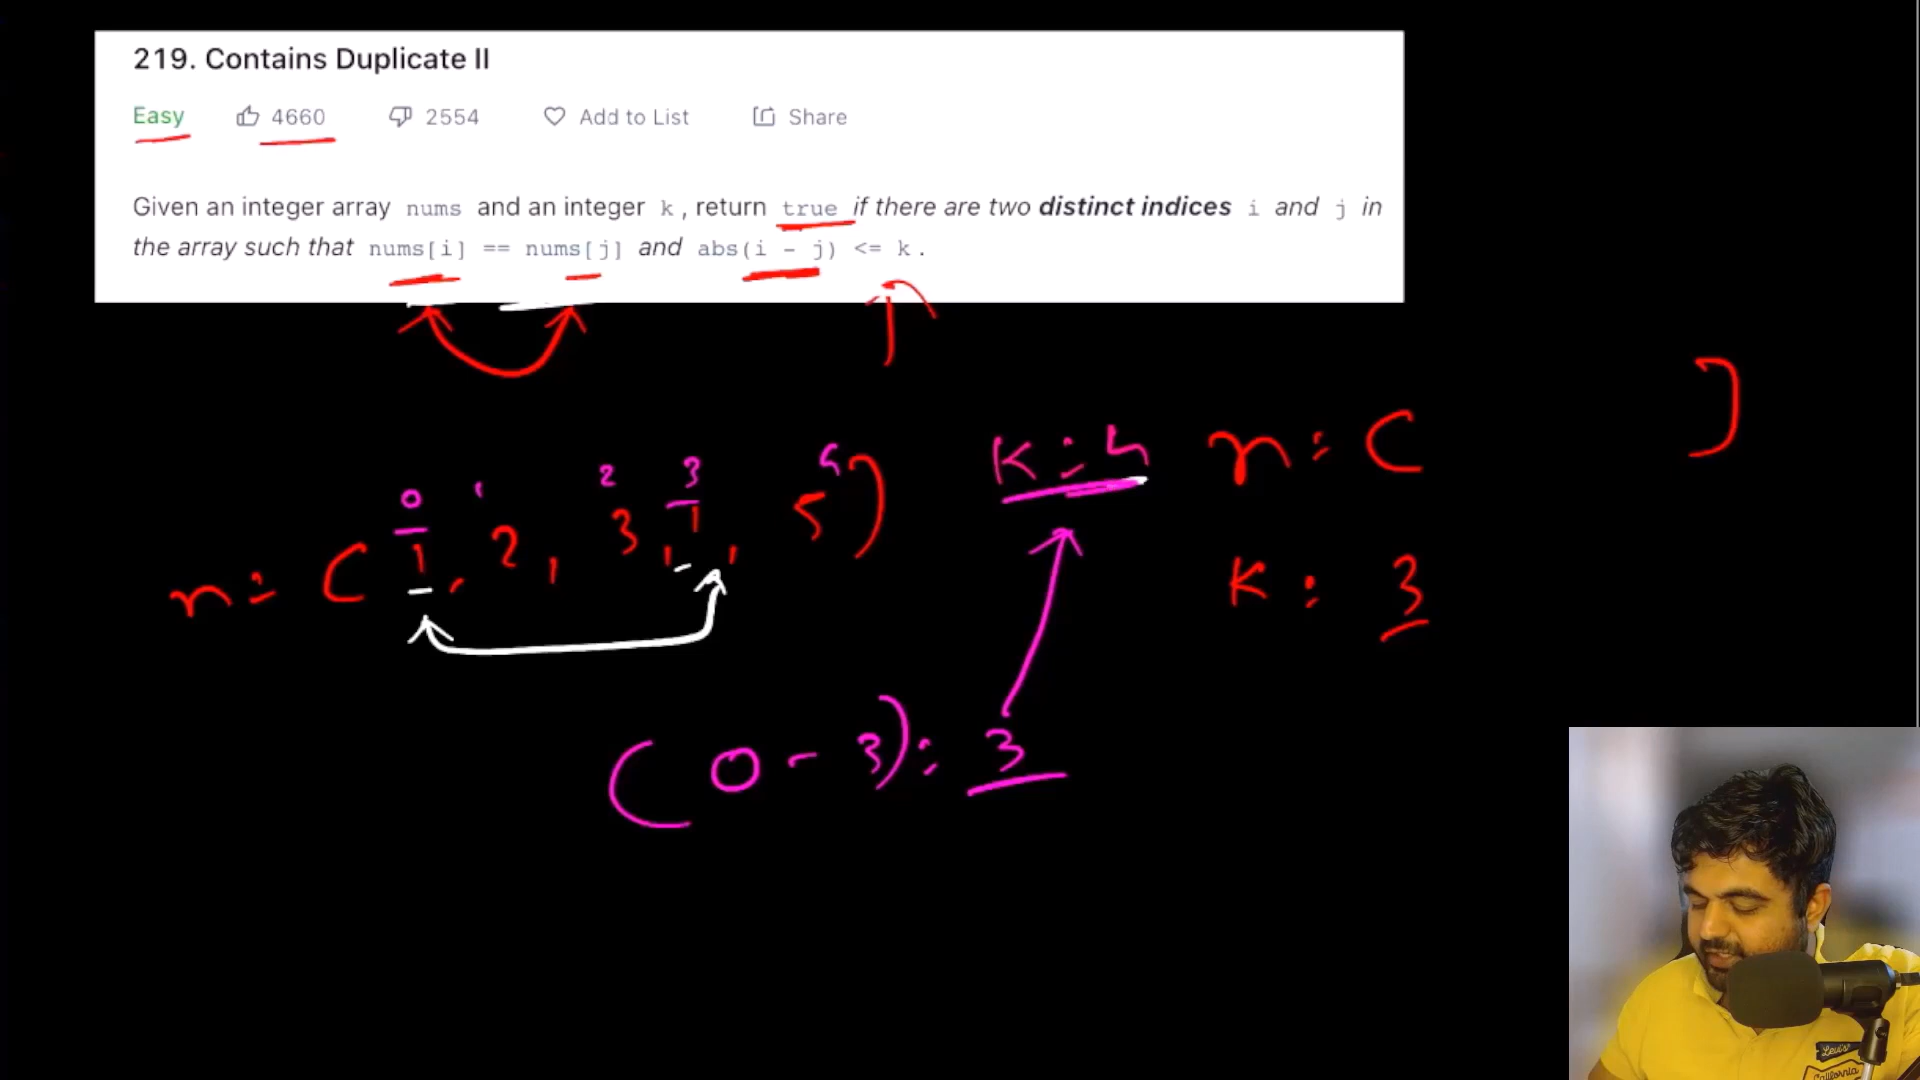 219. Contains Duplicate II
Easy 4660 2554 Add to List Share
Given an integer array nums and an integer k, return true if there are two distinct indices i and j in
the array such that nums[i] == nums[j] and abs(i - j) <= k.
0 1 2 3 4
n = [ 1, 2, 3, 1, 5]
K = 4
n = [ ]
K = 3
(0 - 3) = 3
Levi's
California